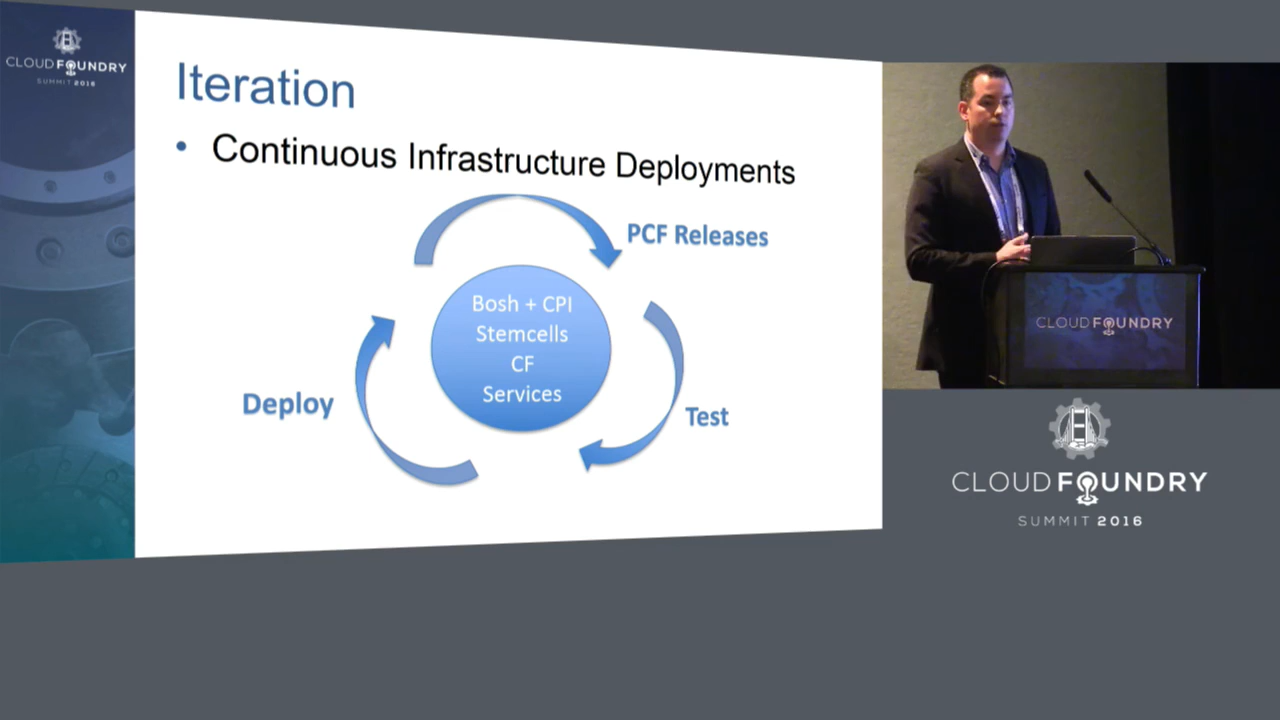 CLOUD FOUNDRY
SUMMIT 2016
Iteration
• Continuous Infrastructure Deployments
PCF Releases
Bosh + CPI
Stemcells
CF
Services
Deploy
Test
CLOUD FOUNDRY
CLOUD FOUNDRY
SUMMIT 2016